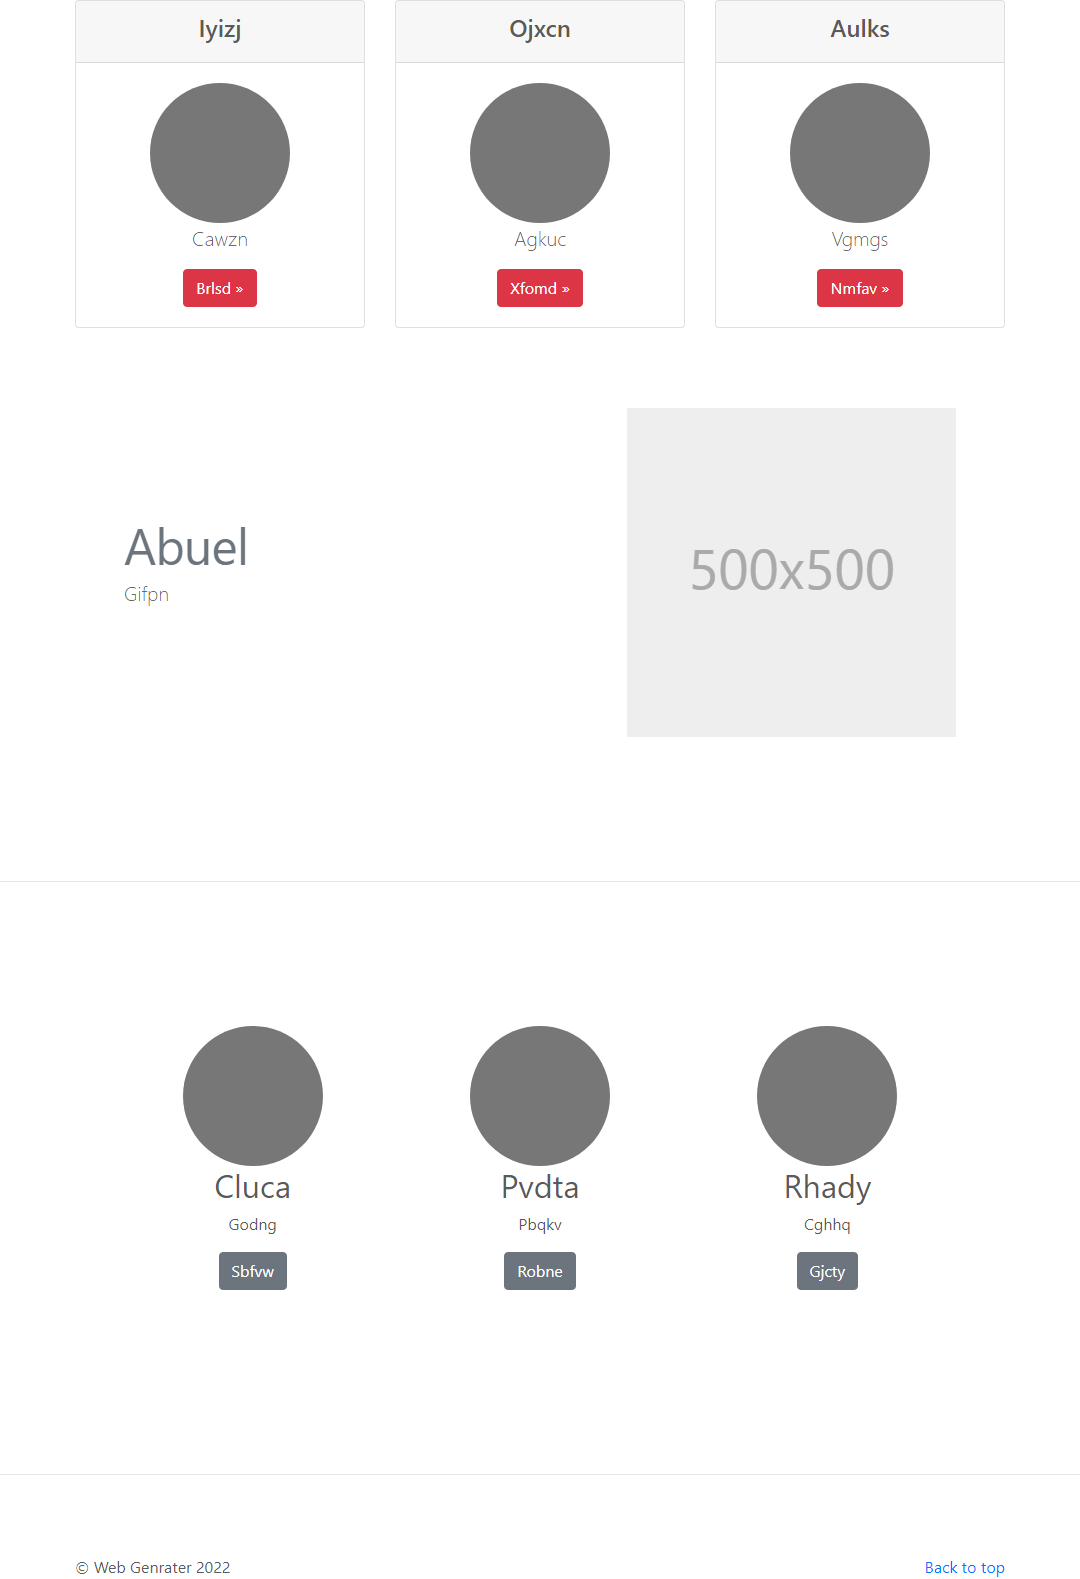 Iyizj
Ojxcn
Aulks
Cawzn
Agkuc
Vgmgs
Brlsd »
Xfomd »
Nmfav »
Abuel
Gifpn
500x500
Cluca
Pvdta
Rhady
Godng
Pbqkv
Cghhq
Sbfvw
Robne
Gjcty
© Web Genrater 2022
Back to top